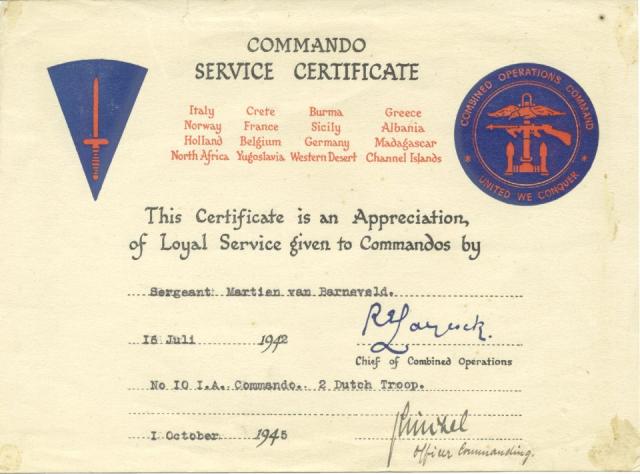 COMMANDO
SERVICE CERTIFICATE
Italy Crete Burma Greece
Norway France Sicily Albania
Holland Belgium Germany Madagascar
North Africa Yugoslavia Western Desert Channel Islands
COMBINED OPERATIONS COMMAND
* UNITED WE CONQUER *
This Certificate is an Appreciation,
of Loyal Service given to Commandos by
Sergeant Martien van Barneveld.
15 Juli 1942
Chief of Combined Operations
No 10 I.A. Commando. 2 Dutch Troop.
1 October 1945
Officer Commanding.